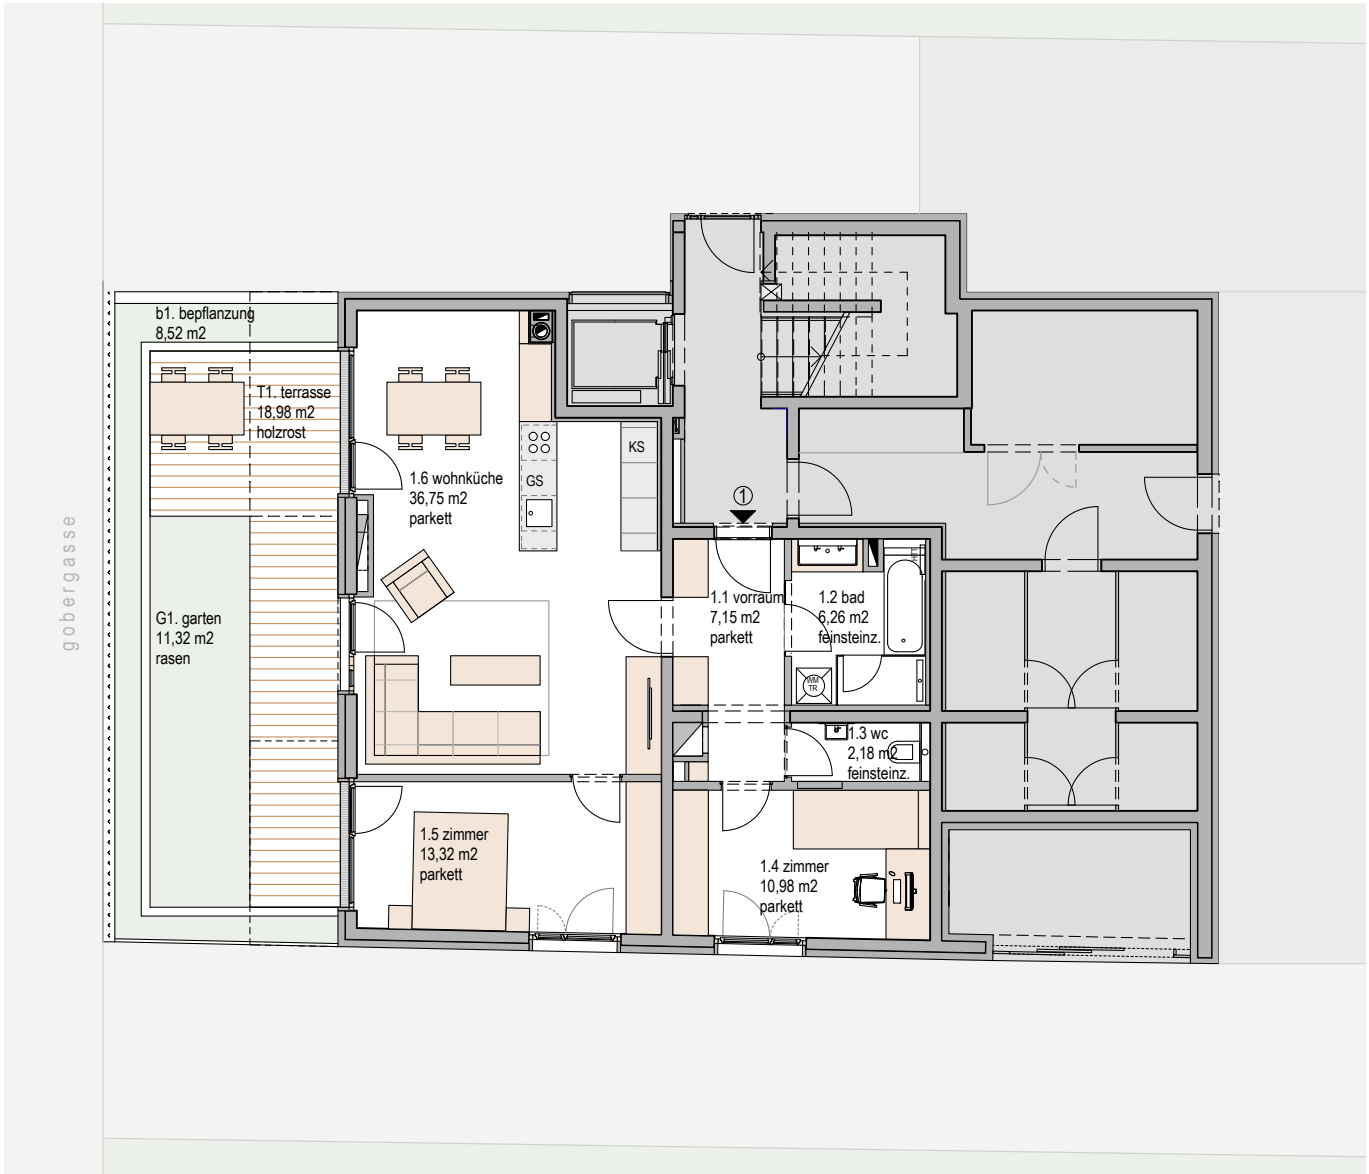 b1. bepflanzung
8,52 m2
T1. terrasse
18,98 m2
holzrost
KS
1.6 wohnküche
36,75 m2
parkett
GS
1
gobergasse
G1. garten
11,32 m2
rasen
1.1 vorraum
7,15 m2
parkett
1.2 bad
6,26 m2
feinsteinz.
WM
TR
1.3 wc
2,18 m2
feinsteinz.
1.5 zimmer
13,32 m2
parkett
1.4 zimmer
10,98 m2
parkett